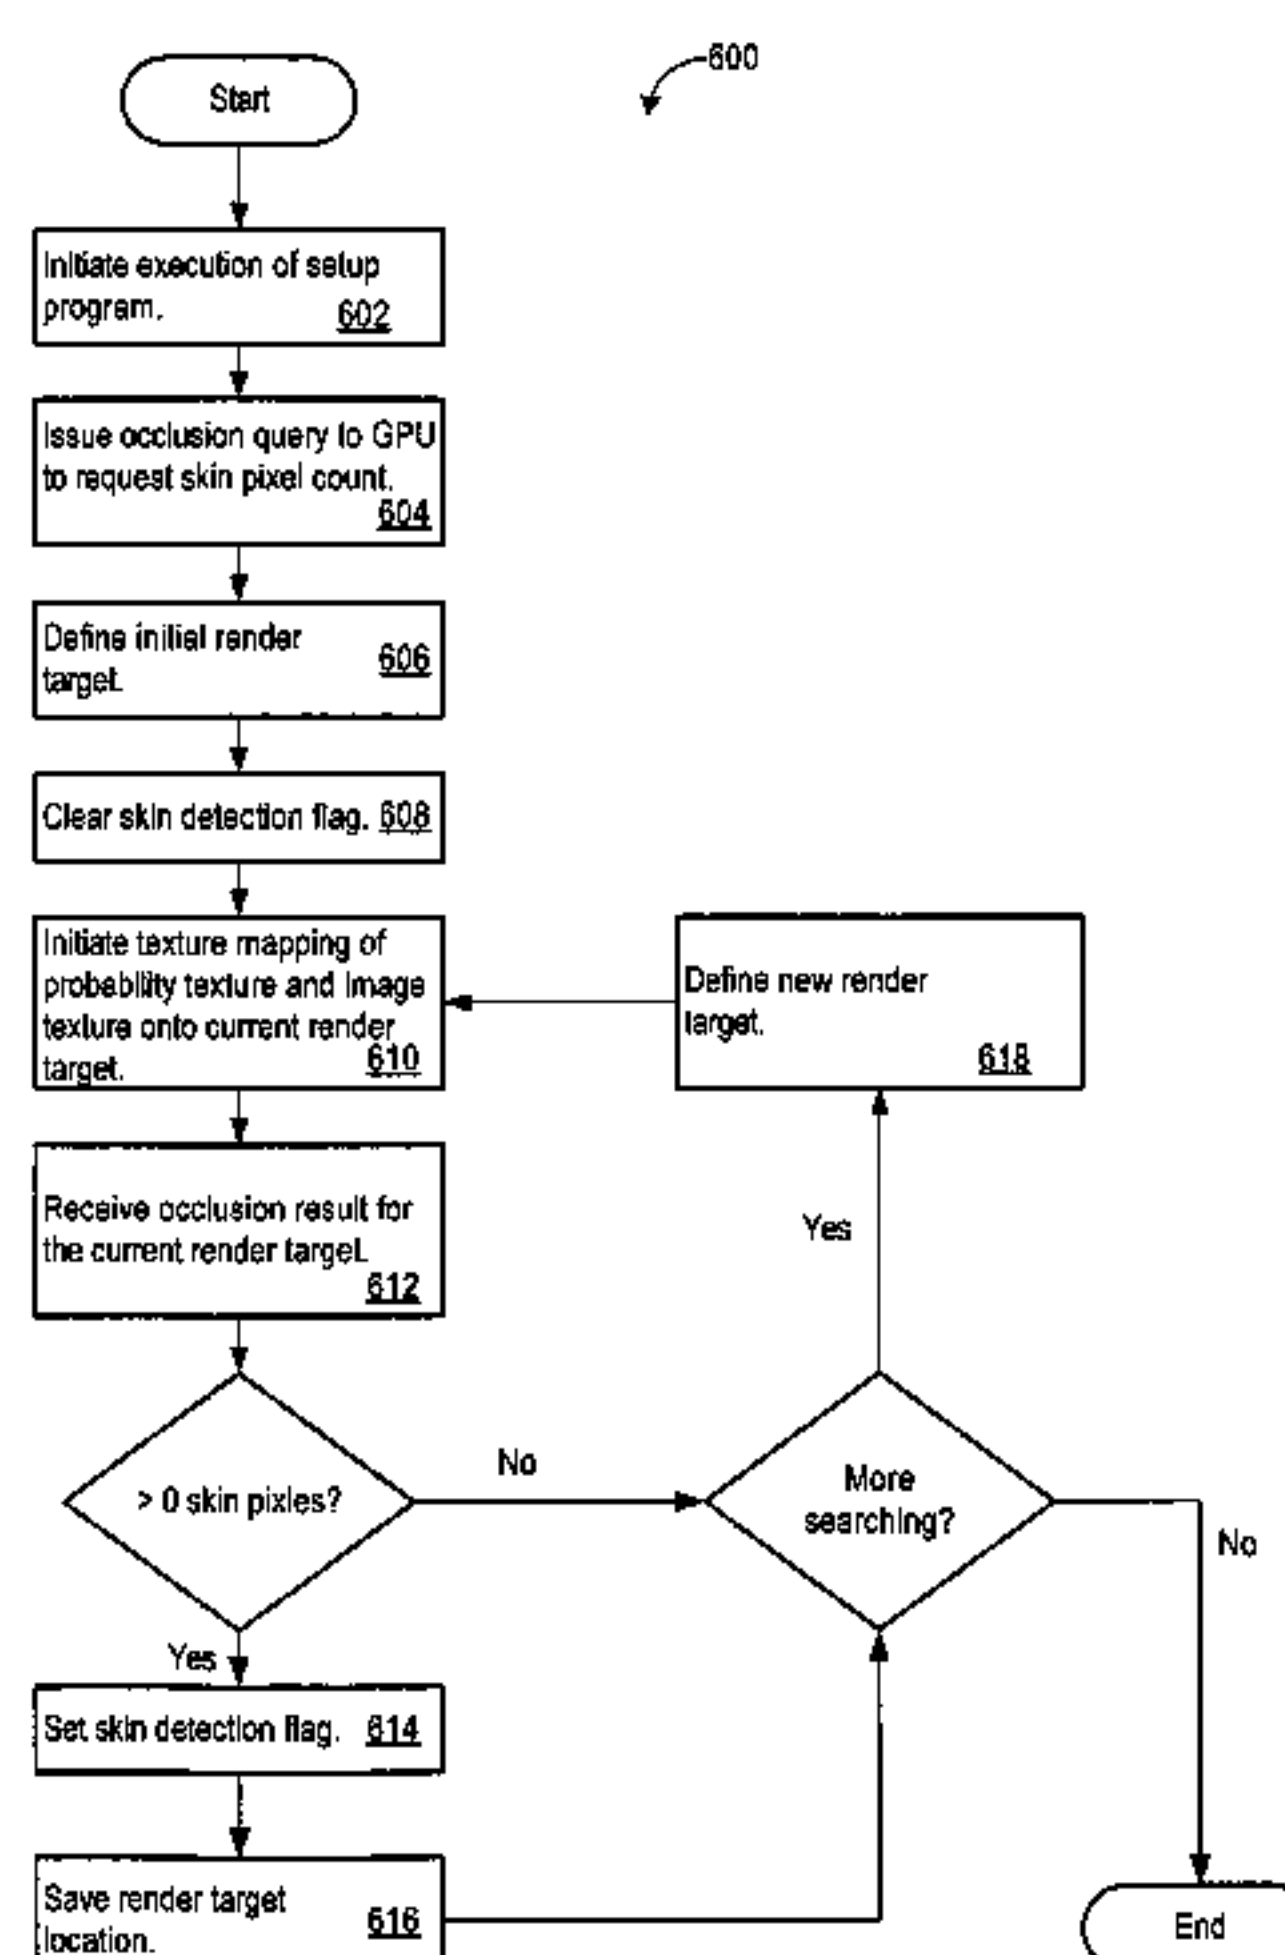 600
Start
Initiate execution of setup
program.
602
Issue occlusion query to GPU
to request skin pixel count.
604
Define initial render
target.
606
Clear skin detection flag. 608
Initiate texture mapping of
probability texture and image
texture onto current render
target.
610
Define new render
target.
618
Receive occlusion result for
the current render target.
612
Yes
> 0 skin pixles?
No
More
searching?
No
Yes
Set skin detection flag. 614
Save render target
location.
616
End